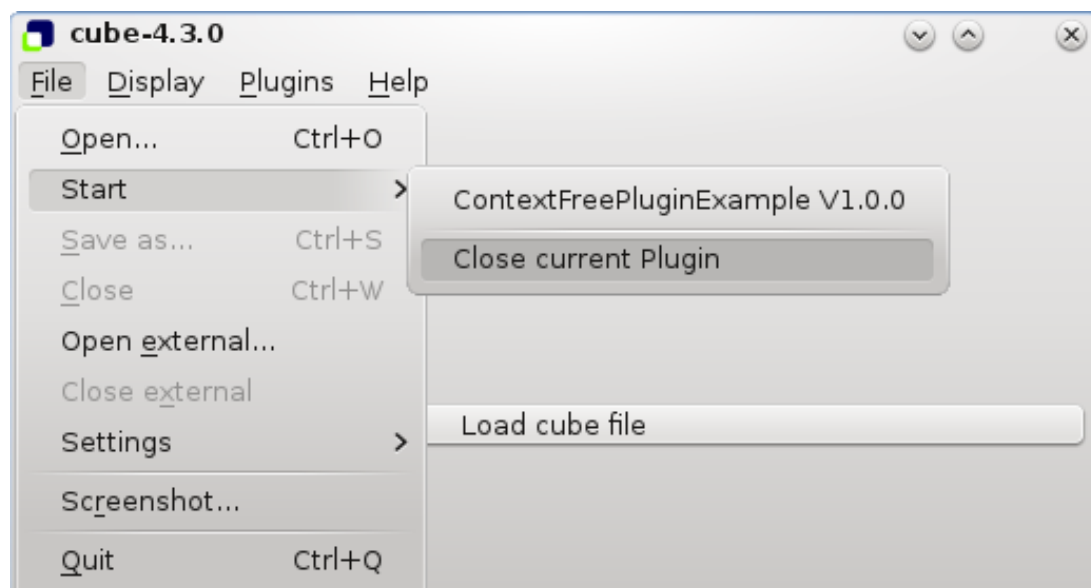 cube-4.3.0
File Display Plugins Help
Open... Ctrl+O
Start
ContextFreePluginExample V1.0.0
Close current Plugin
Save as... Ctrl+S
Close Ctrl+W
Open external...
Close external
Load cube file
Settings
Screenshot...
Quit Ctrl+Q